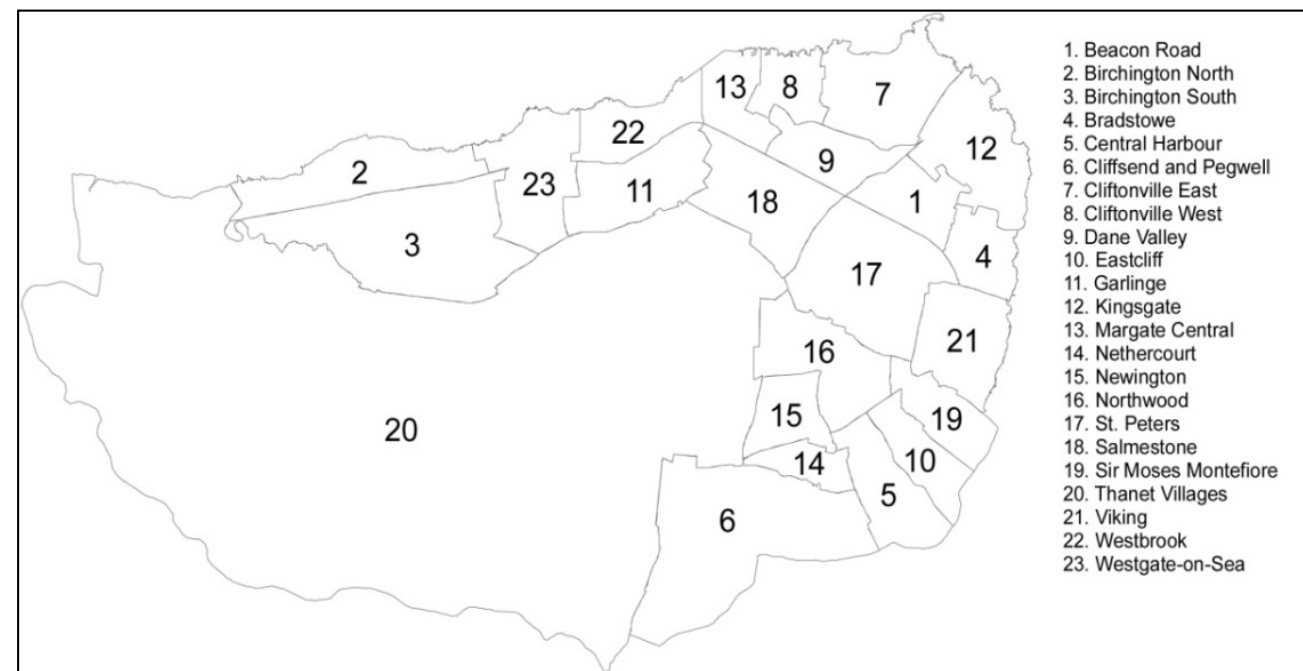 1. Beacon Road
2. Birchington North
3. Birchington South
4. Bradstowe
5. Central Harbour
6. Cliffsend and Pegwell
7. Cliftonville East
8. Cliftonville West
9. Dane Valley
10. Eastcliff
11. Garlinge
12. Kingsgate
13. Margate Central
14. Nethercourt
15. Newington
16. Northwood
17. St. Peters
18. Salmestone
19. Sir Moses Montefiore
20. Thanet Villages
21. Viking
22. Westbrook
23. Westgate-on-Sea
13
8
7
22
12
2
9
23
11
18
1
3
4
17
21
16
15
19
20
14
10
5
6